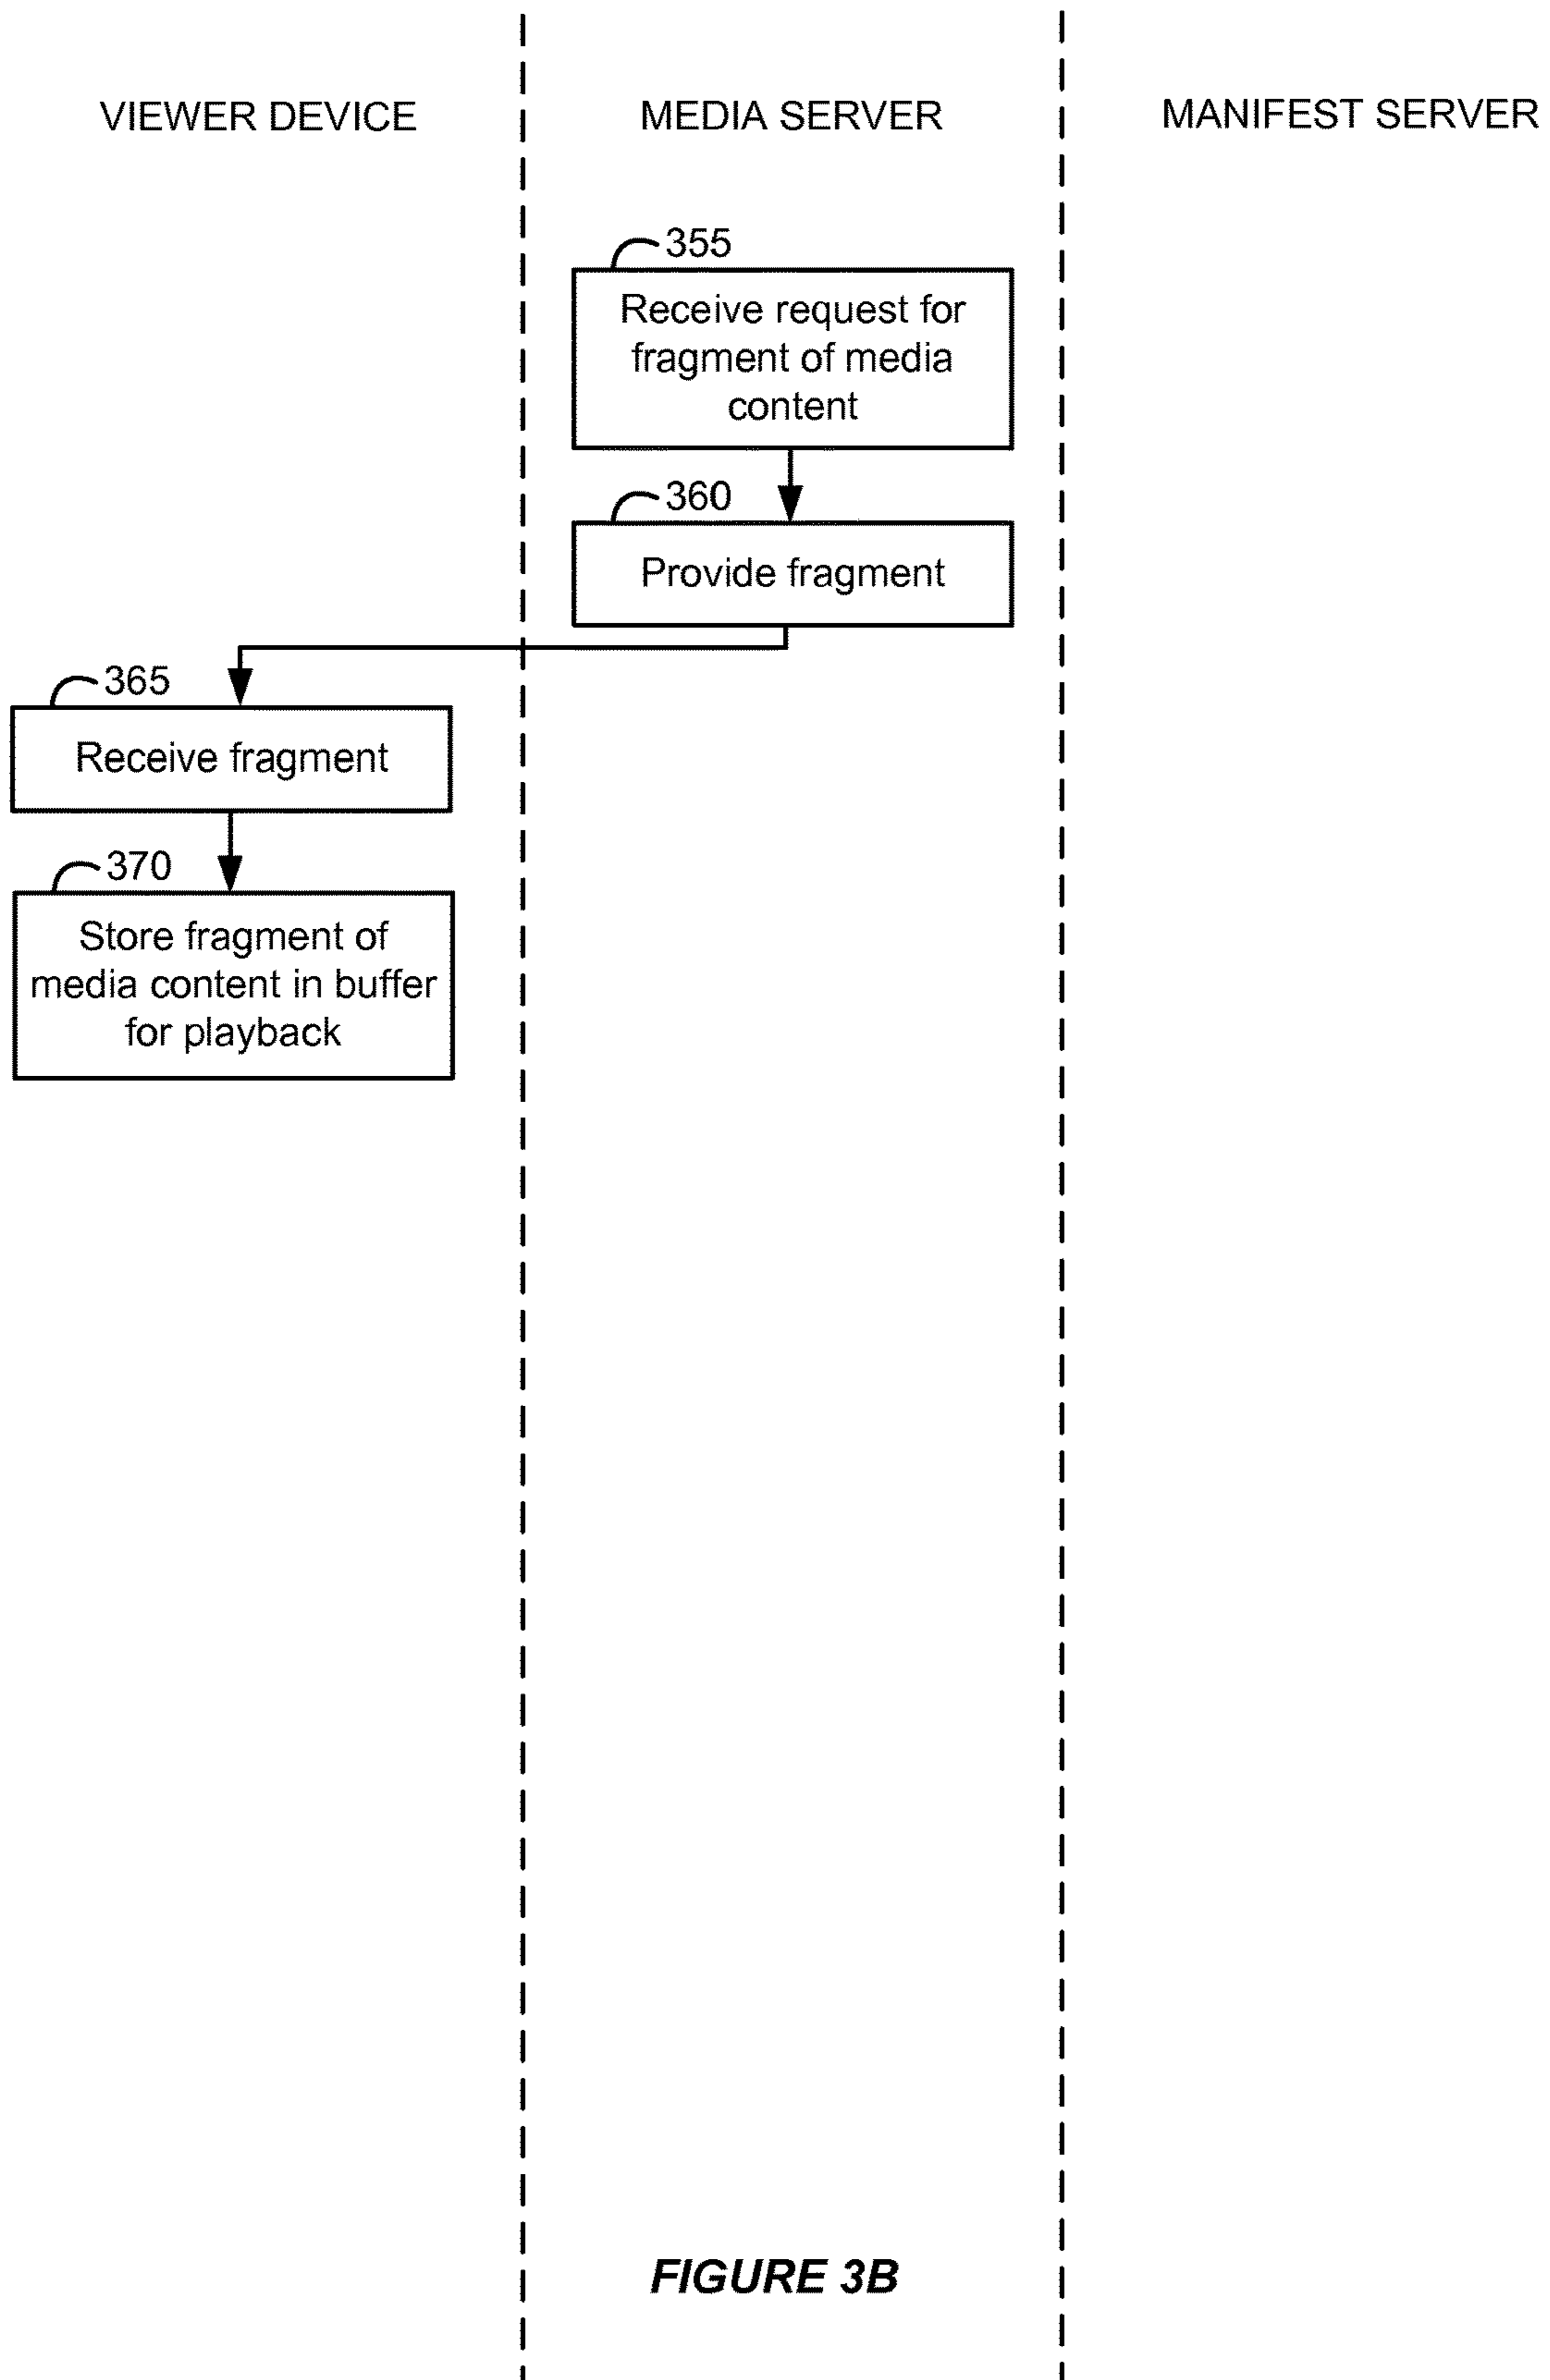 VIEWER DEVICE
MEDIA SERVER
MANIFEST SERVER
355
Receive request for
fragment of media
content
360
Provide fragment
365
Receive fragment
370
Store fragment of
media content in buffer
for playback
FIGURE 3B